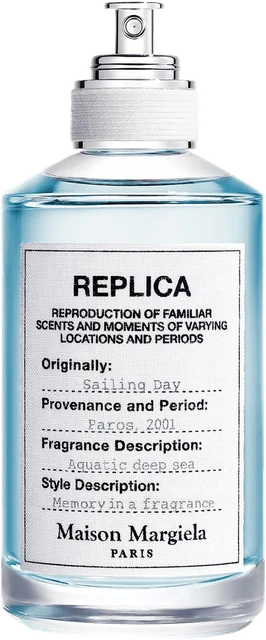 REPLICA
REPRODUCTION OF FAMILIAR
SCENTS AND MOMENTS OF VARYING
LOCATIONS AND PERIODS
Originally:
Sailing Day
Provenance and Period:
Paros, 2001
Fragrance Description:
Aquatic deep sea
Style Description:
Memory in a fragrance
Maison Margiela
PARIS